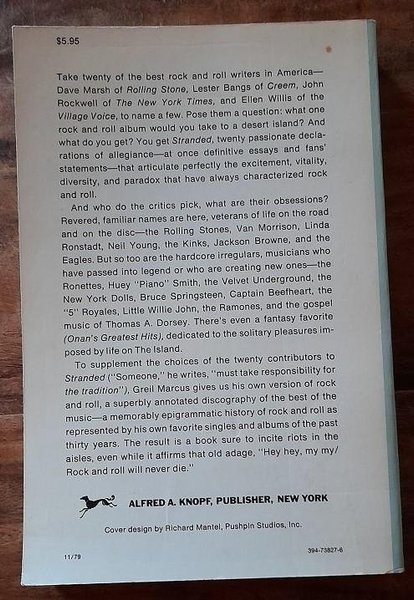 $5.95
Take twenty of the best rock and roll writers in America—
Dave Marsh of Rolling Stone, Lester Bangs of Creem, John
Rockwell of The New York Times, and Ellen Willis of the
Village Voice, to name a few. Pose them a question: what one
rock and roll album would you take to a desert island? And
what do you get? You get Stranded, twenty passionate decla-
rations of allegiance—at once definitive essays and fans'
statements—that articulate perfectly the excitement, vitality,
diversity, and paradox that have always characterized rock
and roll.
And who do the critics pick, what are their obsessions?
Revered, familiar names are here, veterans of life on the road
and on the disc—the Rolling Stones, Van Morrison, Linda
Ronstadt, Neil Young, the Kinks, Jackson Browne, and the
Eagles. But so too are the hardcore irregulars, musicians who
have passed into legend or who are creating new ones—the
Ronettes, Huey "Piano" Smith, the Velvet Underground, the
New York Dolls, Bruce Springsteen, Captain Beefheart, the
"5" Royales, Little Willie John, the Ramones, and the gospel
music of Thomas A. Dorsey. There's even a fantasy favorite
(Onan's Greatest Hits), dedicated to the solitary pleasures im-
posed by life on The Island.
To supplement the choices of the twenty contributors to
Stranded ("Someone," he writes, "must take responsibility for
the tradition"), Greil Marcus gives us his own version of rock
and roll, a superbly annotated discography of the best of the
music—a memorably epigrammatic history of rock and roll as
represented by his own favorite singles and albums of the past
thirty years. The result is a book sure to incite riots in the
aisles, even while it affirms that old adage, "Hey hey, my my/
Rock and roll will never die."
ALFRED A. KNOPF, PUBLISHER, NEW YORK
Cover design by Richard Mantel, Pushpin Studios, Inc.
11/79
394-73827-6